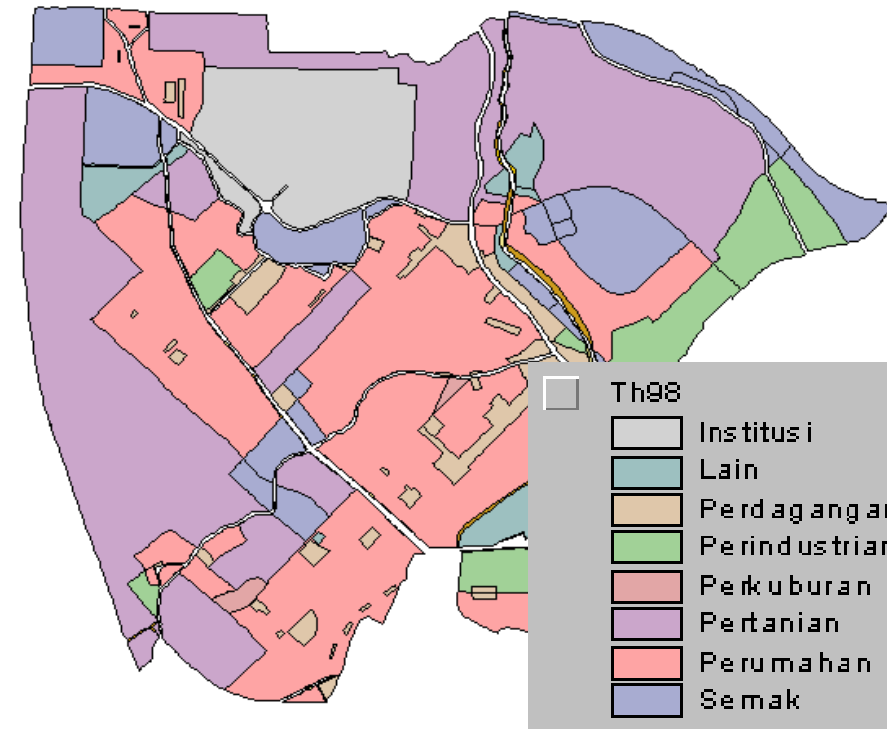 Th98
Institusi
Lain
Perdagangan
Perindustrian
Perkuburan
Pertanian
Perumahan
Semak